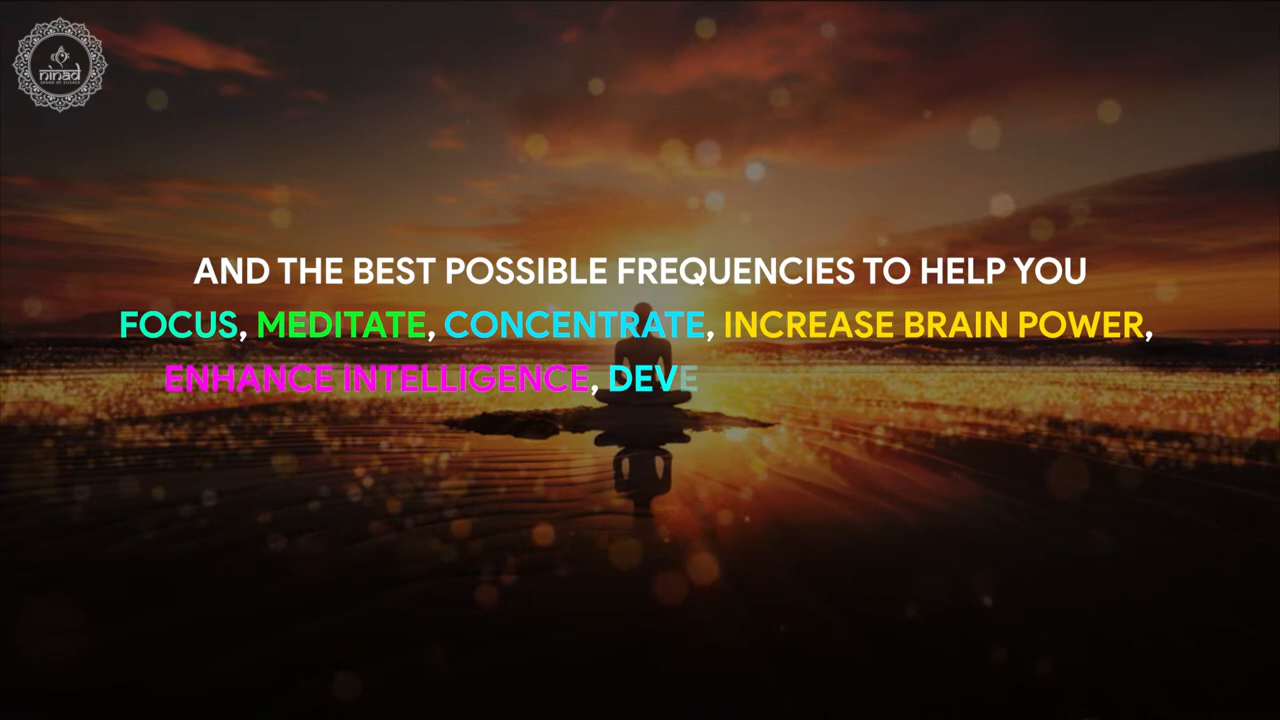 ninad
AND THE BEST POSSIBLE FREQUENCIES TO HELP YOU
FOCUS, MEDITATE, CONCENTRATE, INCREASE BRAIN POWER,
ENHANCE INTELLIGENCE, DEVE